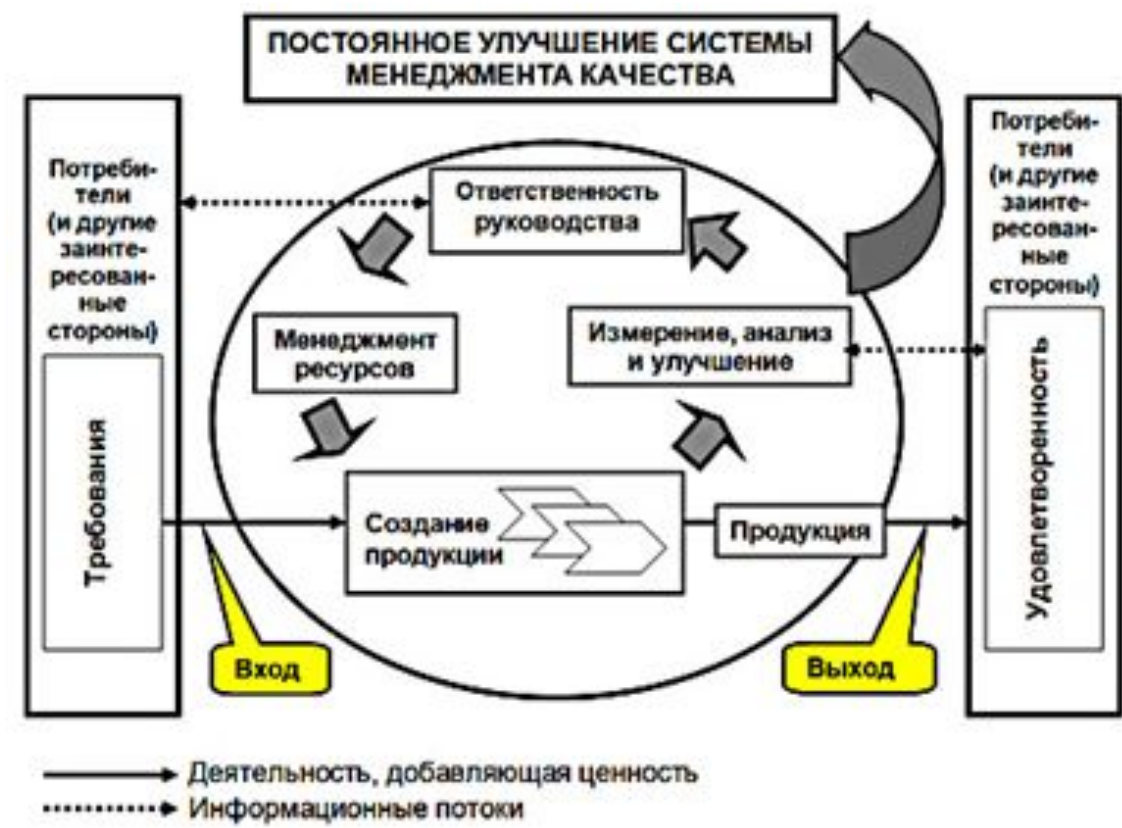 ПОСТОЯННОЕ УЛУЧШЕНИЕ СИСТЕМЫ
МЕНЕДЖМЕНТА КАЧЕСТВА
Потреби-
тели
(и другие
заинте-
ресован-
ные
стороны)
Требования
Ответственность
руководства
Менеджмент
ресурсов
Измерение, анализ
и улучшение
Создание
продукции
Продукция
Вход
Выход
Потреби-
тели
(и другие
заинте-
ресован-
ные
стороны)
Удовлетворенность
Деятельность, добавляющая ценность
Информационные потоки